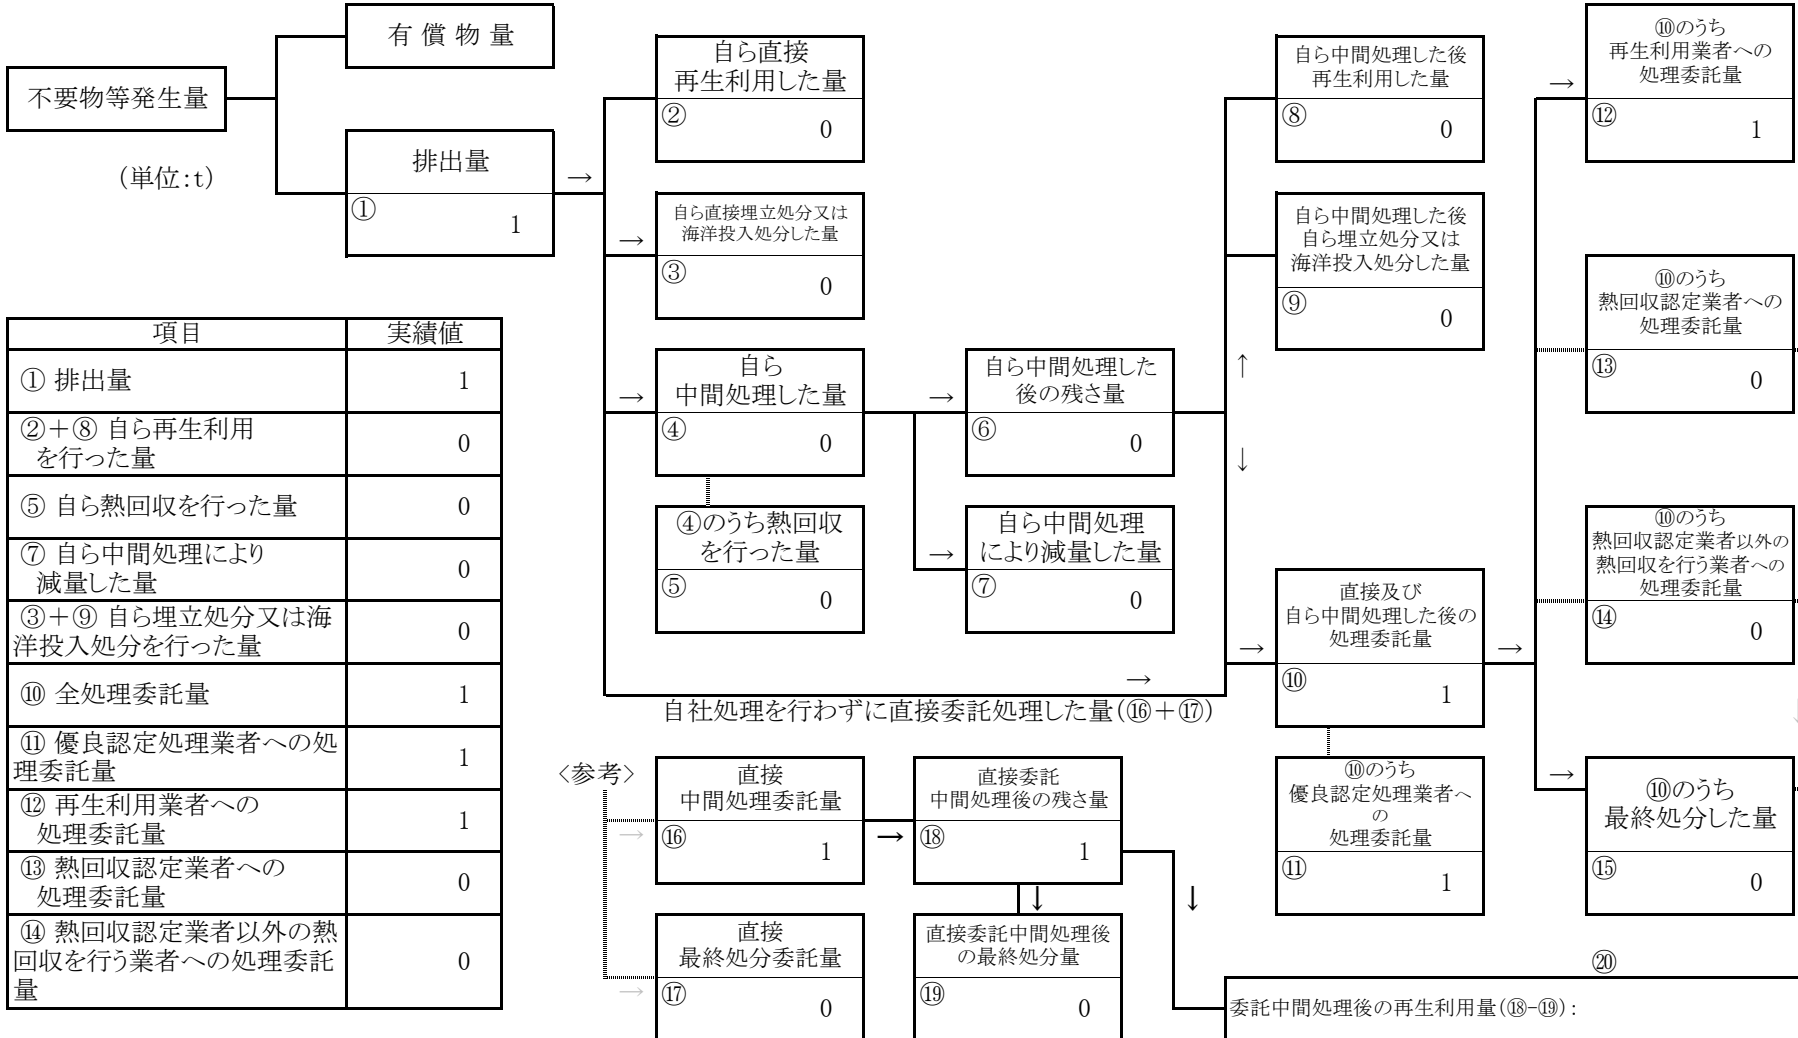 不要物等発生量
(単位:t)
有 償 物 量
排出量
①
1
→
自ら直接
再生利用した量
②
0
→
自ら直接埋立処分又は
海洋投入処分した量
③
0
→
自ら
中間処理した量
④
0
④のうち熱回収
を行った量
⑤
0
→
自ら中間処理した
後の残さ量
⑥
0
→
自ら中間処理
により減量した量
⑦
0
自ら中間処理した後
再生利用した量
⑧
0
自ら中間処理した後
自ら埋立処分又は
海洋投入処分した量
⑨
0
↑
↓
→
自社処理を行わずに直接委託処理した量(⑯+⑰)
→
直接及び
自ら中間処理した後の
処理委託量
⑩
1
→
⑩のうち
優良認定処理業者へ
の
処理委託量
⑪
1
→
⑩のうち
再生利用業者への
処理委託量
⑫
1
⑩のうち
熱回収認定業者への
処理委託量
⑬
0
⑩のうち
熱回収認定業者以外の
熱回収を行う業者への
処理委託量
⑭
0
→
⑩のうち
最終処分した量
⑮
0
項目 実績値
① 排出量 1
②+⑧ 自ら再生利用
を行った量 0
⑤ 自ら熱回収を行った量 0
⑦ 自ら中間処理により
減量した量 0
③+⑨ 自ら埋立処分又は海
洋投入処分を行った量 0
⑩ 全処理委託量 1
⑪ 優良認定処理業者への処
理委託量 1
⑫ 再生利用業者への
処理委託量 1
⑬ 熱回収認定業者への
処理委託量 0
⑭ 熱回収認定業者以外の熱
回収を行う業者への処理委託
量 0
<参考>
→
直接
中間処理委託量
⑯
1
→
直接委託
中間処理後の残さ量
⑱
1
↓
↓
→
直接
最終処分委託量
⑰
0
直接委託中間処理後
の最終処分量
⑲
0
⑳
委託中間処理後の再生利用量(⑱-⑲):